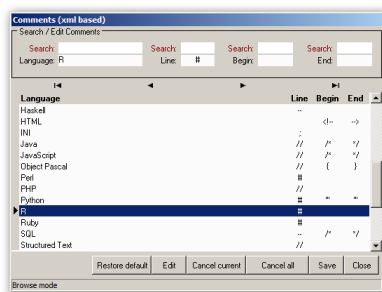 Comments (xml based)
Search / Edit Comments
Search: Search: Search: Search:
Language: R Line: # Begin: End:
Language Line Begin End
Haskell --
HTML <!-- -->
INI ;
Java // /* */
JavaScript // /* */
Object Pascal // { }
Perl #
PHP //
Python # ''' '''
R #
Ruby #
SQL -- /* */
Structured Text //
Restore default Edit Cancel current Cancel all Save Close
Browse mode